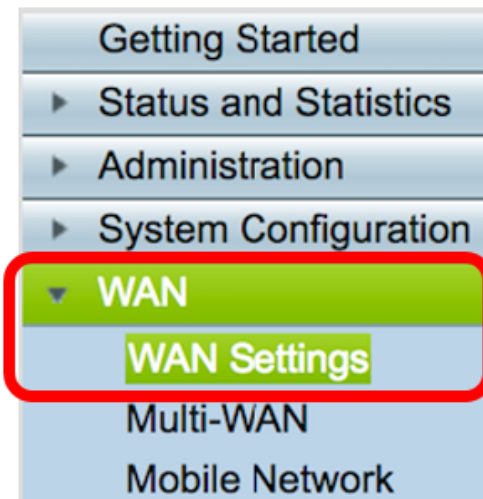 Getting Started
Status and Statistics
Administration
System Configuration
WAN
WAN Settings
Multi-WAN
Mobile Network